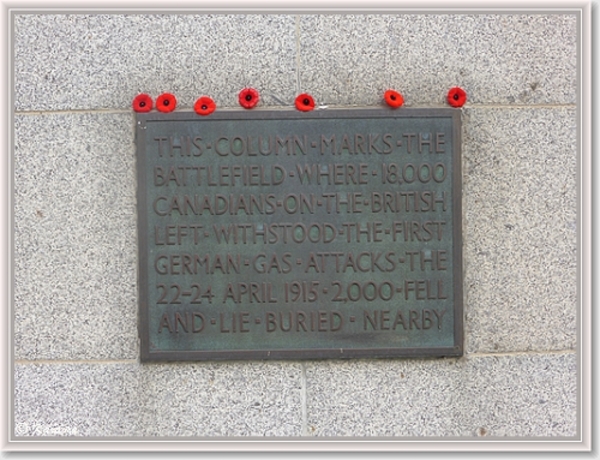 THIS·COLUMN·MARKS·THE
BATTLEFIELD·WHERE·18,000
CANADIANS·ON·THE·BRITISH
LEFT·WITHSTOOD·THE·FIRST
GERMAN·GAS·ATTACKS·THE
22-24 APRIL 1915·2,000·FELL
AND·LIE·BURIED·NEARBY